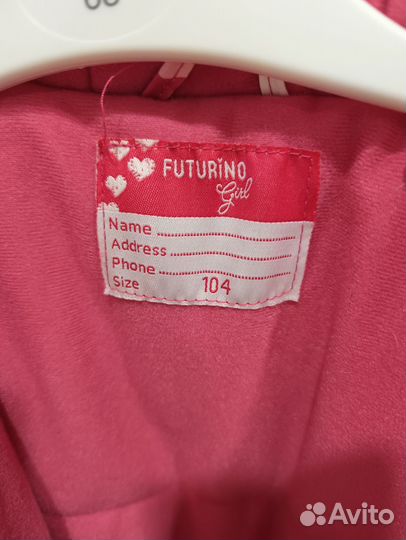 FUTURINO
Girl
Name
Address
Phone
Size 104
Avito